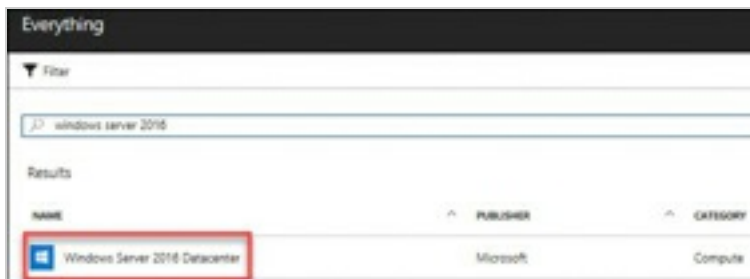 Everything
Filter
windows server 2016
Results
NAME PUBLISHER CATEGORY
Windows Server 2016 Datacenter Microsoft Compute